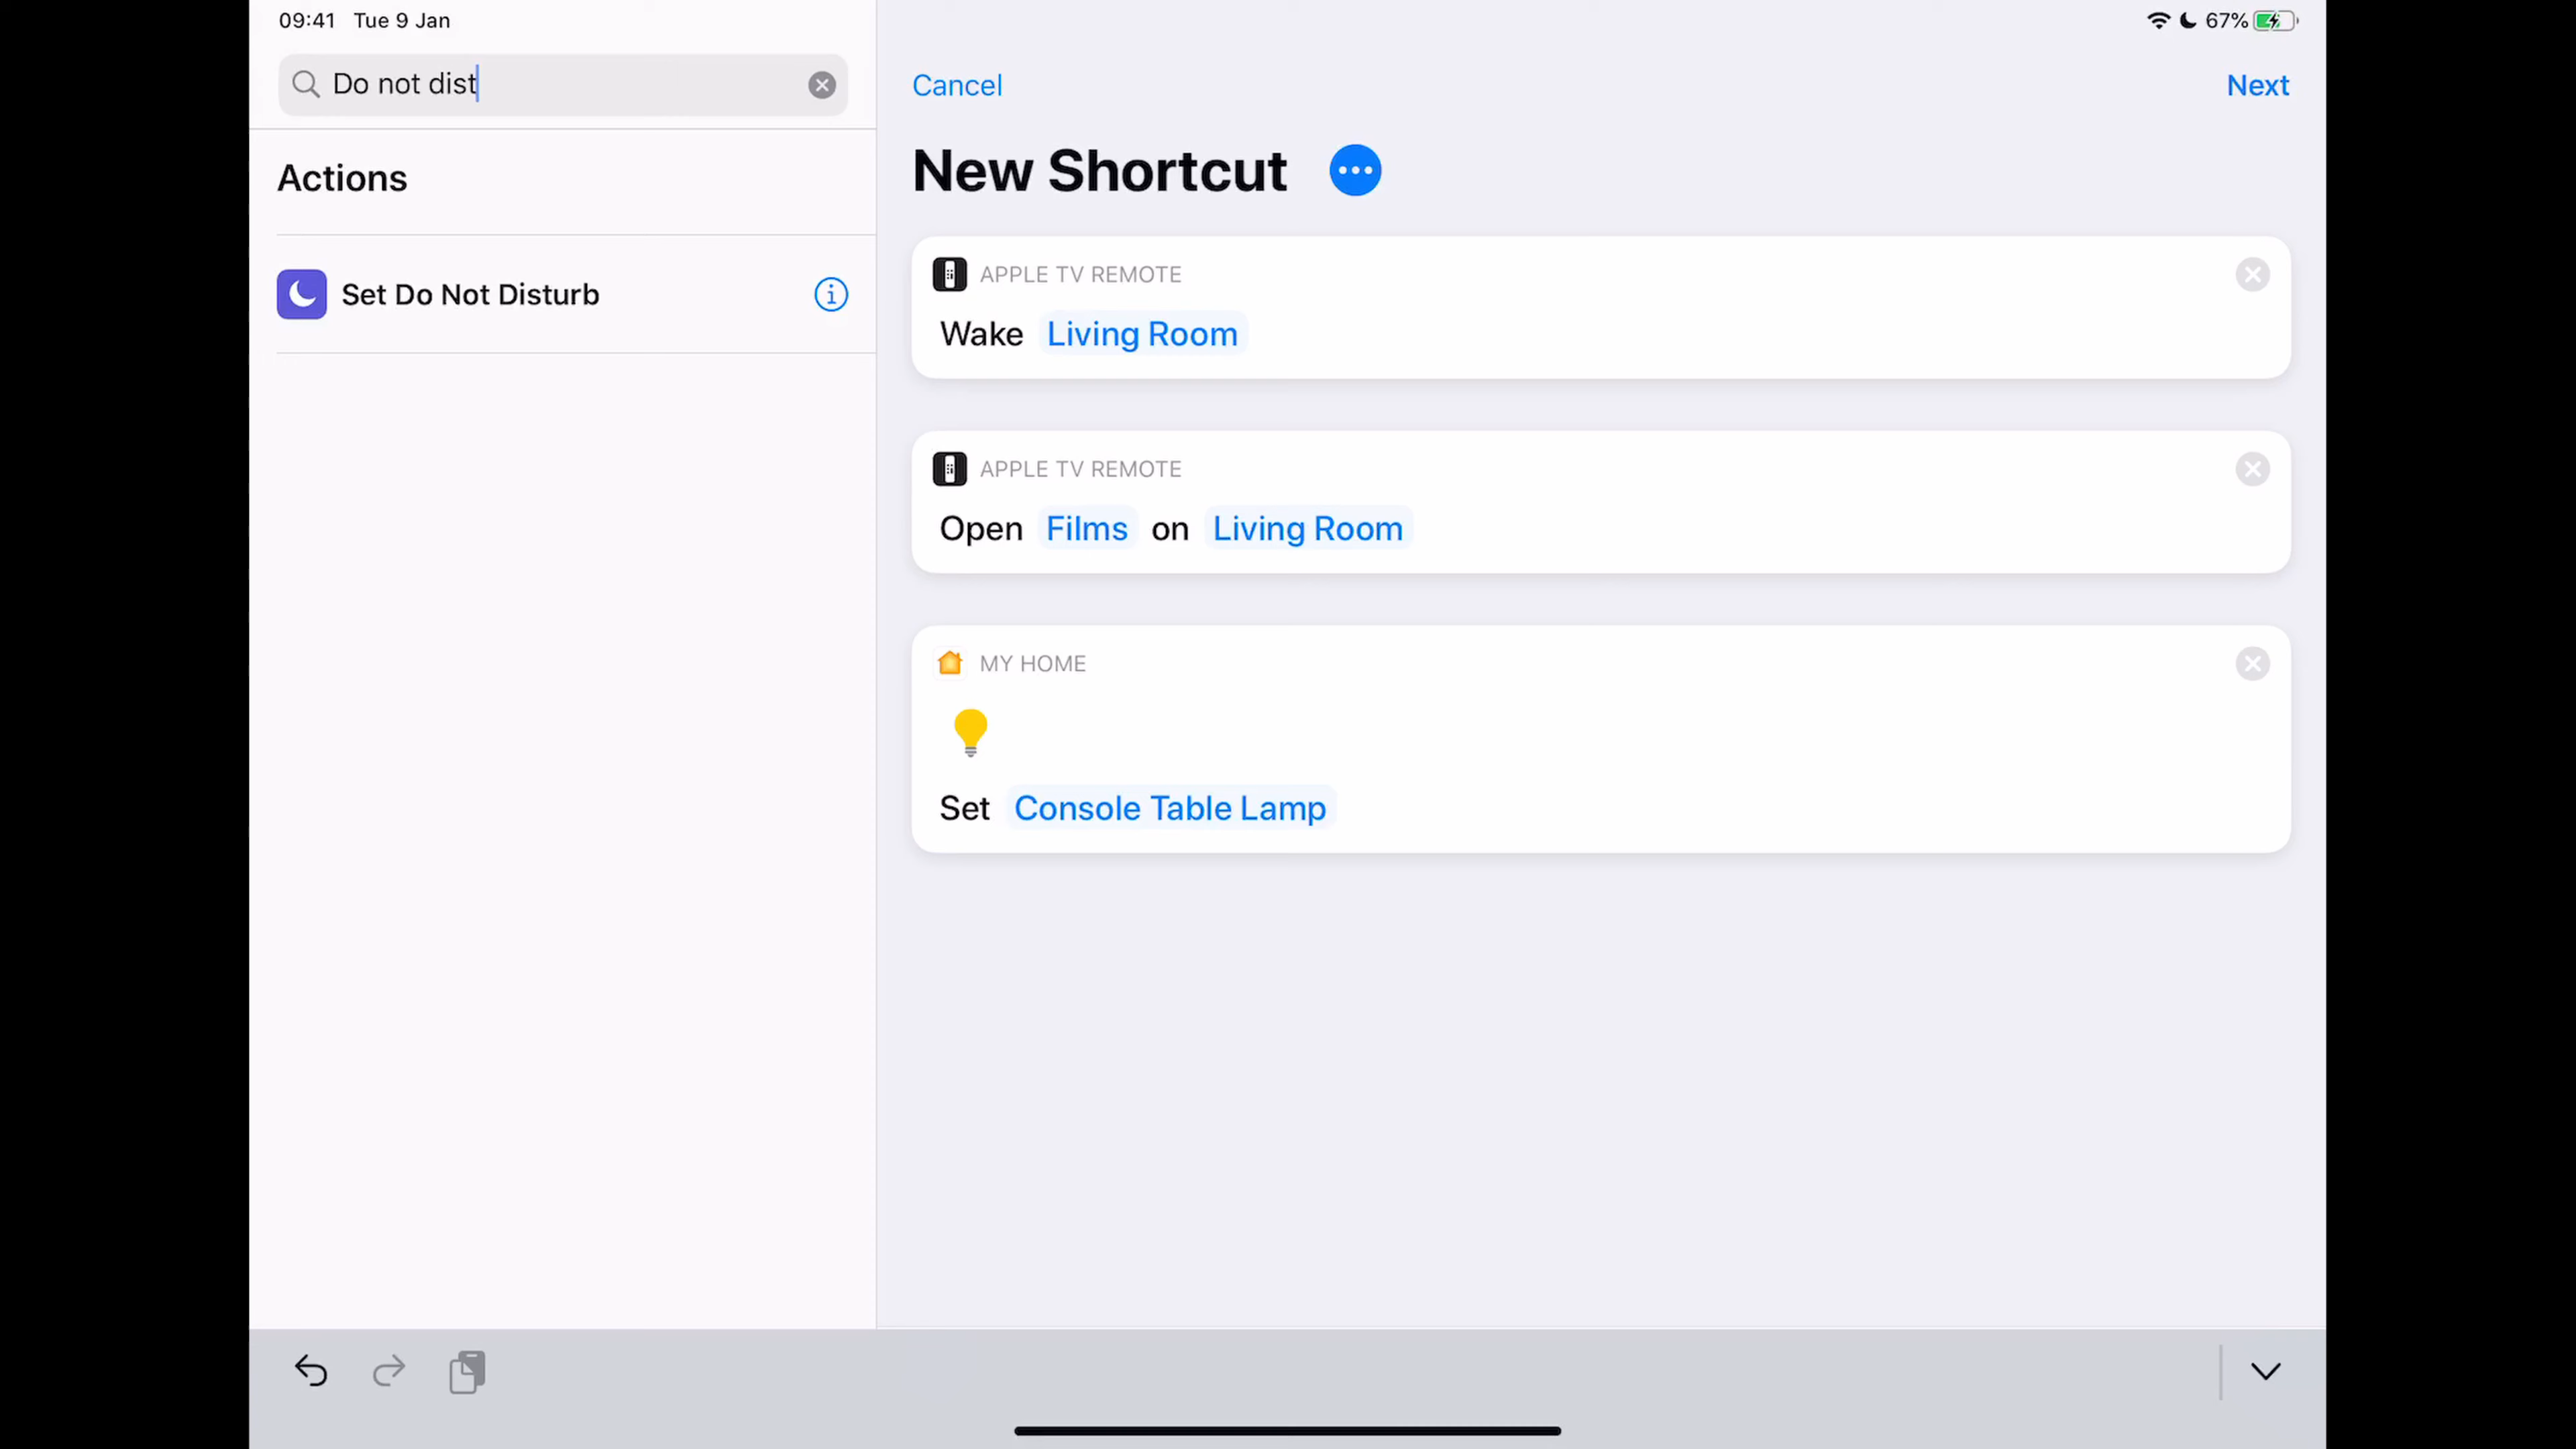 09:41 Tue 9 Jan
67%
Do not dist
Cancel
Next
Actions
New Shortcut
Set Do Not Disturb
APPLE TV REMOTE
Wake Living Room
APPLE TV REMOTE
Open Films on Living Room
MY HOME
Set Console Table Lamp